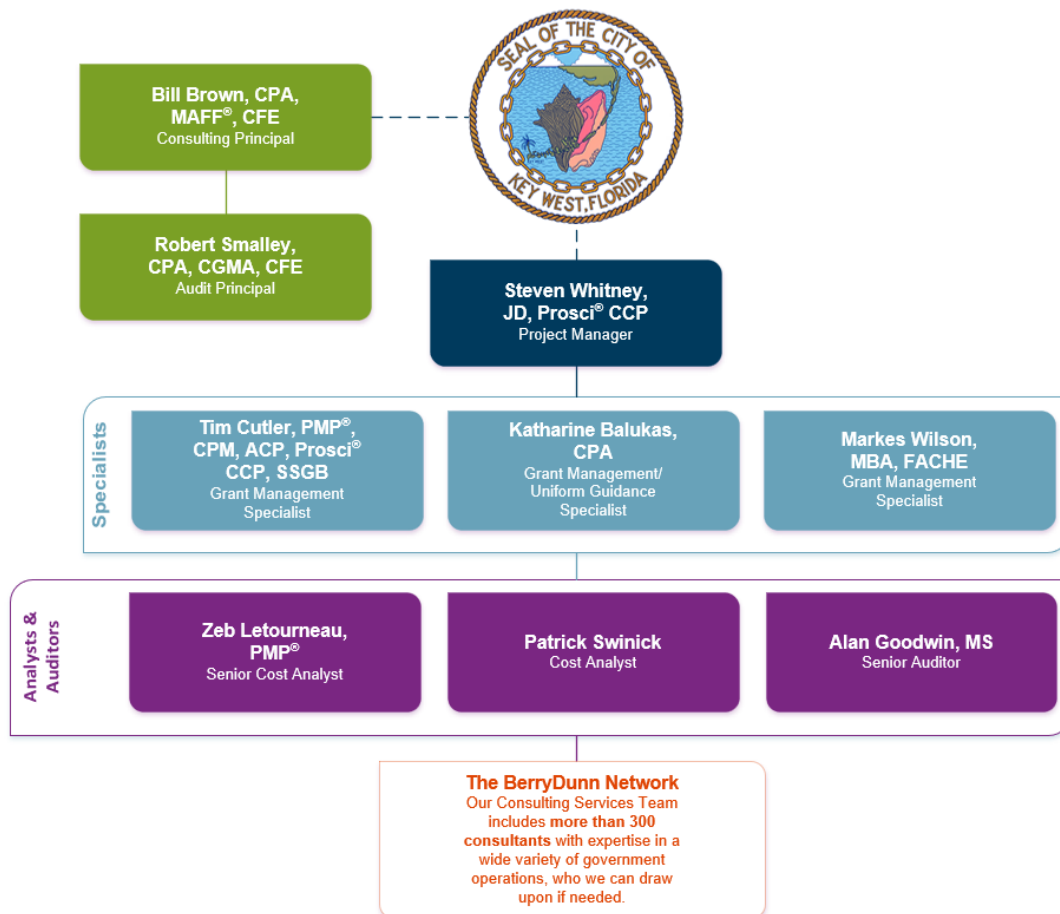 SEAL OF THE CITY OF
KEY WEST, FLORIDA
Bill Brown, CPA,
MAFF®, CFE
Consulting Principal
Robert Smalley,
CPA, CGMA, CFE
Audit Principal
Steven Whitney,
JD, Prosci® CCP
Project Manager
Specialists
Tim Cutler, PMP®,
CPM, ACP, Prosci®
CCP, SSGB
Grant Management
Specialist
Katharine Balukas,
CPA
Grant Management/
Uniform Guidance
Specialist
Markes Wilson,
MBA, FACHE
Grant Management
Specialist
Analysts &
Auditors
Zeb Letourneau,
PMP®
Senior Cost Analyst
Patrick Swinick
Cost Analyst
Alan Goodwin, MS
Senior Auditor
The BerryDunn Network
Our Consulting Services Team
includes more than 300
consultants with expertise in a
wide variety of government
operations, who we can draw
upon if needed.